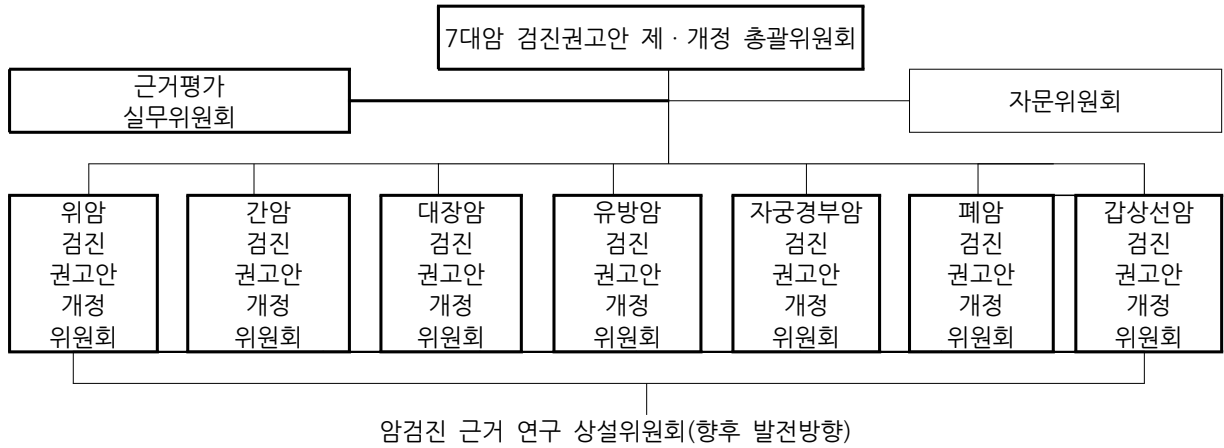 7대암 검진권고안 제ㆍ개정 총괄위원회
근거평가
실무위원회
자문위원회
위암
검진
권고안
개정
위원회
간암
검진
권고안
개정
위원회
대장암
검진
권고안
개정
위원회
유방암
검진
권고안
개정
위원회
자궁경부암
검진
권고안
개정
위원회
폐암
검진
권고안
개정
위원회
갑상선암
검진
권고안
개정
위원회
암검진 근거 연구 상설위원회(향후 발전방향)